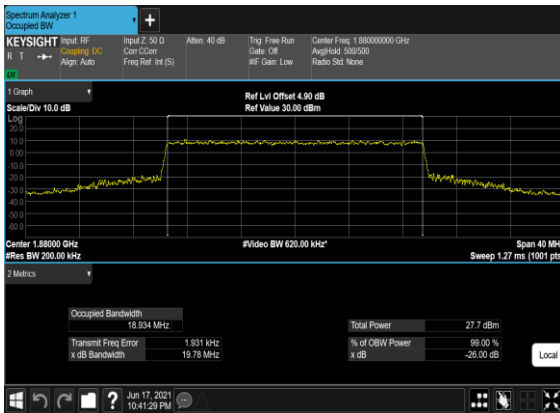 Spectrum Analyzer 1
Occupied BW
+
KEYSIGHT
R T
LXI
Input: RF
Coupling: DC
Align: Auto
Input Z: 50 Ω
Corr CCorr
Freq Ref: Int (S)
Atten: 40 dB
Trig: Free Run
Gate: Off
#IF Gain: Low
Center Freq: 1.880000000 GHz
Avg|Hold: 500/500
Radio Std: None
1 Graph
Scale/Div 10.0 dB
Ref Lvl Offset 4.90 dB
Ref Value 30.00 dBm
Log
20.0
10.0
0.00
-10.0
-20.0
-30.0
-40.0
-50.0
-60.0
Center 1.88000 GHz
#Res BW 200.00 kHz
#Video BW 620.00 kHz*
Span 40 MH
Sweep 1.27 ms (1001 pts
2 Metrics
Occupied Bandwidth
18.934 MHz
Transmit Freq Error 1.931 kHz
x dB Bandwidth 19.78 MHz
Total Power 27.7 dBm
% of OBW Power 99.00 %
x dB -26.00 dB
Local
?
Jun 17, 2021
10:41:29 PM